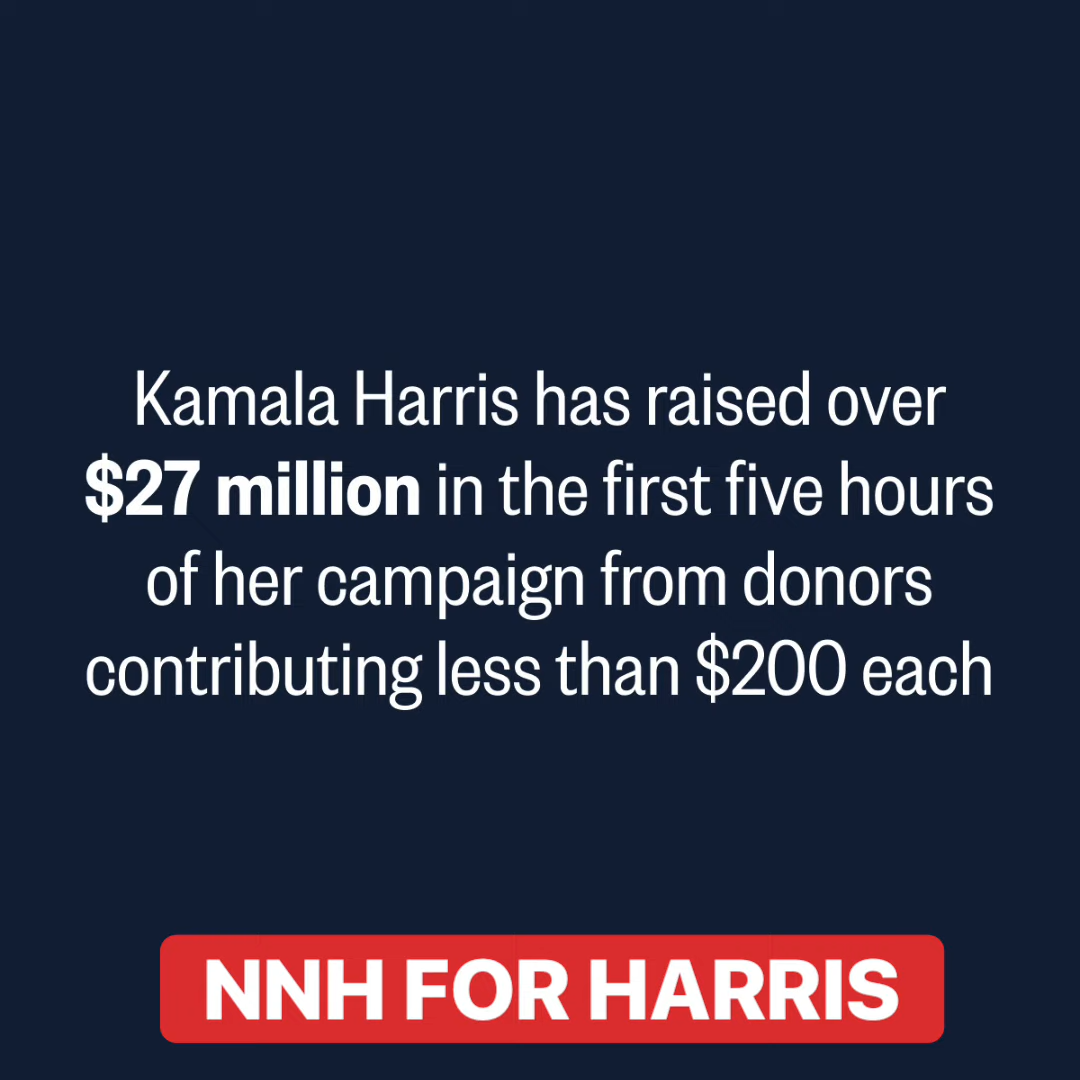 Kamala Harris has raised over
$27 million in the first five hours
of her campaign from donors
contributing less than $200 each
NNH FOR HARRIS